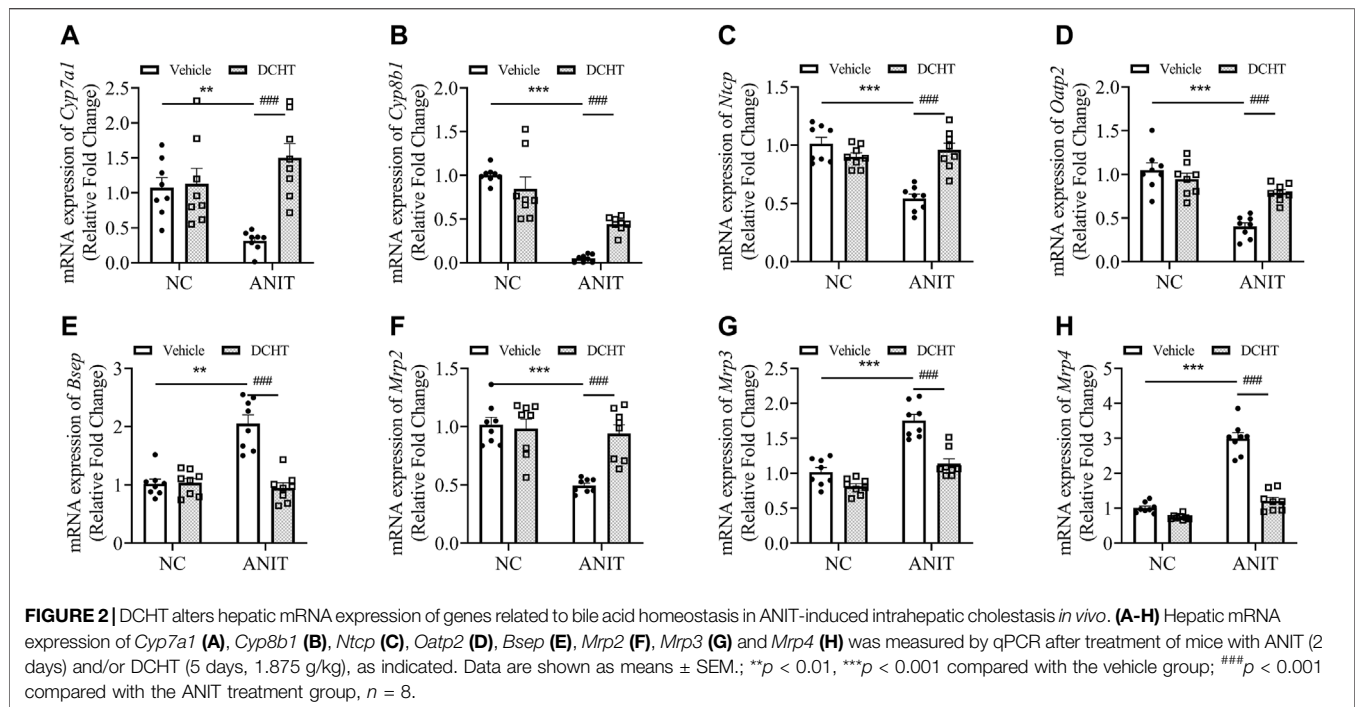 A
Vehicle DCHT
mRNA expression of Cyp7a1
(Relative Fold Change)
2.5
2.0
1.5
1.0
0.5
0.0
** ###
NC ANIT
B
Vehicle DCHT
mRNA expression of Cyp8b1
(Relative Fold Change)
2.0
1.5
1.0
0.5
0.0
*** ###
NC ANIT
C
Vehicle DCHT
mRNA expression of Ntcp
(Relative Fold Change)
1.5
1.0
0.5
0.0
*** ###
NC ANIT
D
Vehicle DCHT
mRNA expression of Oatp2
(Relative Fold Change)
2.0
1.5
1.0
0.5
0.0
*** ###
NC ANIT
E
Vehicle DCHT
mRNA expression of Bsep
(Relative Fold Change)
3
2
1
0
** ###
NC ANIT
F
Vehicle DCHT
mRNA expression of Mrp2
(Relative Fold Change)
1.5
1.0
0.5
0.0
*** ###
NC ANIT
G
Vehicle DCHT
mRNA expression of Mrp3
(Relative Fold Change)
2.5
2.0
1.5
1.0
0.5
0.0
*** ###
NC ANIT
H
Vehicle DCHT
mRNA expression of Mrp4
(Relative Fold Change)
5
4
3
2
1
0
*** ###
NC ANIT
FIGURE 2 | DCHT alters hepatic mRNA expression of genes related to bile acid homeostasis in ANIT-induced intrahepatic cholestasis in vivo. (A-H) Hepatic mRNA
expression of Cyp7a1 (A), Cyp8b1 (B), Ntcp (C), Oatp2 (D), Bsep (E), Mrp2 (F), Mrp3 (G) and Mrp4 (H) was measured by qPCR after treatment of mice with ANIT (2
days) and/or DCHT (5 days, 1.875 g/kg), as indicated. Data are shown as means ± SEM.; **p < 0.01, ***p < 0.001 compared with the vehicle group; ###p < 0.001
compared with the ANIT treatment group, n = 8.